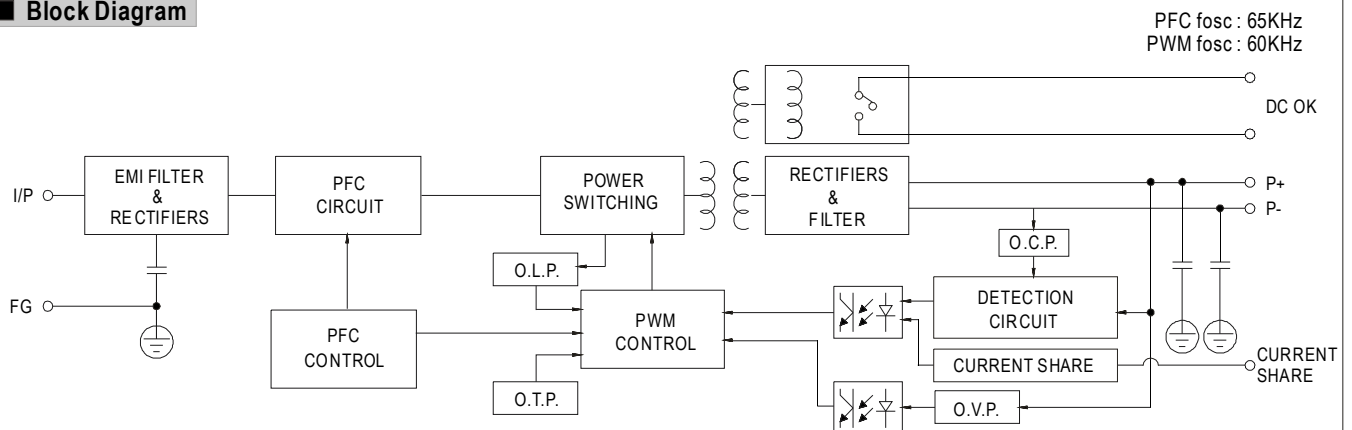 ■ Block Diagram
PFC fosc : 65KHz
PWM fosc : 60KHz
DC OK
I/P
EMI FILTER
&
RECTIFIERS
PFC
CIRCUIT
POWER
SWITCHING
RECTIFIERS
&
FILTER
P+
P-
O.C.P.
O.L.P.
FG
PFC
CONTROL
PWM
CONTROL
DETECTION
CIRCUIT
CURRENT SHARE
CURRENT
SHARE
O.T.P.
O.V.P.